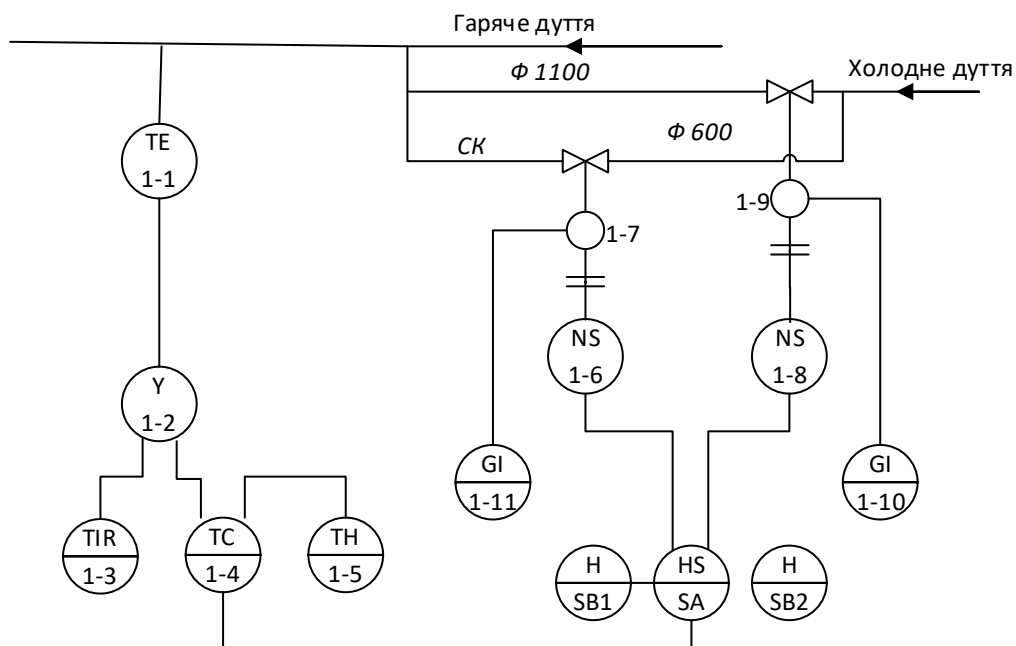 Гаряче дуття
Ф 1100
Холодне дуття
Ф 600
СК
TE
1-1
1-9
1-7
NS
1-6
NS
1-8
Y
1-2
GI
1-11
GI
1-10
TIR
1-3
TC
1-4
TH
1-5
H
SB1
HS
SA
H
SB2